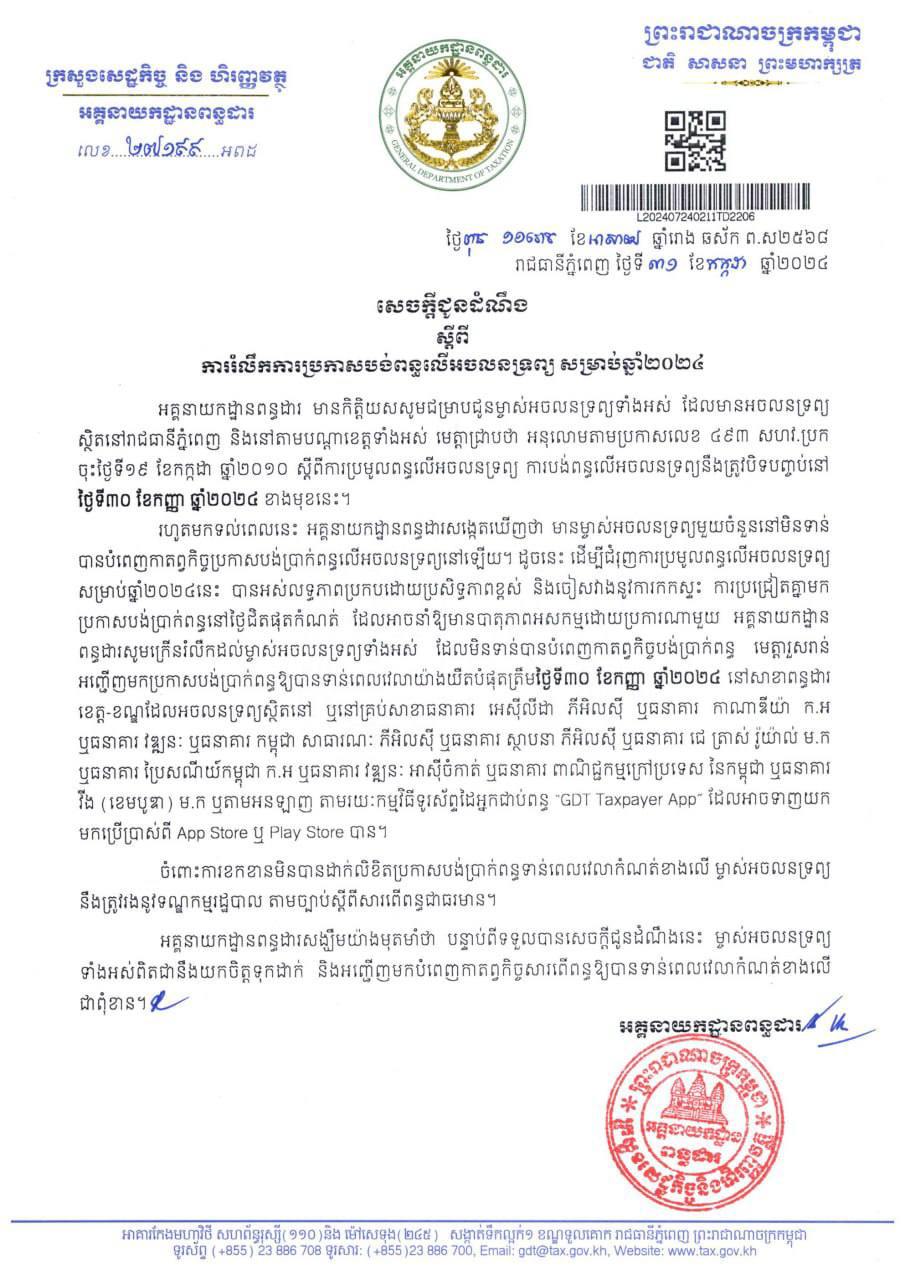 ព្រះរាជាណាចក្រកម្ពុជា
ជាតិ សាសនា ព្រះមហាក្សត្រ
ក្រសួងសេដ្ឋកិច្ច និង ហិរញ្ញវត្ថុ
អគ្គនាយកដ្ឋានពន្ធដារ
លេខ...២៧១៩៩...អពដ
អគ្គនាយកដ្ឋានពន្ធដារ
GENERAL DEPARTMENT OF TAXATION
L202407240211TD2206
ថ្ងៃពុធ ១១រោច ខែអាសាឍ ឆ្នាំរោង ឆស័ក ព.ស២៥៦៨
រាជធានីភ្នំពេញ ថ្ងៃទី ៣១ ខែកក្កដា ឆ្នាំ២០២៤
សេចក្តីជូនដំណឹង
ស្តីពី
ការរំលឹកការប្រកាសបង់ពន្ធលើអចលនទ្រព្យ សម្រាប់ឆ្នាំ២០២៤
អគ្គនាយកដ្ឋានពន្ធដារ មានកិត្តិយសសូមជម្រាបជូនម្ចាស់អចលនទ្រព្យទាំងអស់ ដែលមានអចលនទ្រព្យ
ស្ថិតនៅរាជធានីភ្នំពេញ និងនៅតាមបណ្តាខេត្តទាំងអស់ មេត្តាជ្រាបថា អនុលោមតាមប្រកាសលេខ ៤៩៣ សហវ.ប្រក
ចុះថ្ងៃទី១៩ ខែកក្កដា ឆ្នាំ២០១០ ស្តីពីការប្រមូលពន្ធលើអចលនទ្រព្យ ការបង់ពន្ធលើអចលនទ្រព្យនឹងត្រូវបិទបញ្ចប់នៅ
ថ្ងៃទី៣០ ខែកញ្ញា ឆ្នាំ២០២៤ ខាងមុខនេះ។
រហូតមកទល់ពេលនេះ អគ្គនាយកដ្ឋានពន្ធដារសង្កេតឃើញថា មានម្ចាស់អចលនទ្រព្យមួយចំនួននៅមិនទាន់
បានបំពេញកាតព្វកិច្ចប្រកាសបង់ប្រាក់ពន្ធលើអចលនទ្រព្យនៅឡើយ។ ដូចនេះ ដើម្បីជំរុញការប្រមូលពន្ធលើអចលនទ្រព្យ
សម្រាប់ឆ្នាំ២០២៤នេះ បានអស់លទ្ធភាពប្រកបដោយប្រសិទ្ធភាពខ្ពស់ និងចៀសវាងនូវការកកស្ទះ ការប្រជ្រៀតគ្នាមក
ប្រកាសបង់ប្រាក់ពន្ធនៅថ្ងៃជិតផុតកំណត់ ដែលអាចនាំឱ្យមានបាតុភាពអសកម្មដោយប្រការណាមួយ អគ្គនាយកដ្ឋាន
ពន្ធដារសូមក្រើនរំលឹកដល់ម្ចាស់អចលនទ្រព្យទាំងអស់ ដែលមិនទាន់បានបំពេញកាតព្វកិច្ចបង់ប្រាក់ពន្ធ មេត្តារួសរាន់
អញ្ជើញមកប្រកាសបង់ប្រាក់ពន្ធឱ្យបានទាន់ពេលវេលាយ៉ាងយឺតបំផុតត្រឹមថ្ងៃទី៣០ ខែកញ្ញា ឆ្នាំ២០២៤ នៅសាខាពន្ធដារ
ខេត្ត-ខណ្ឌដែលអចលនទ្រព្យស្ថិតនៅ ឬនៅគ្រប់សាខាធនាគារ អេស៊ីលីដា ភីអិលស៊ី ឬធនាគារ កាណាឌីយ៉ា ក.អ
ឬធនាគារ វឌ្ឍនៈ ឬធនាគារ កម្ពុជា សាធារណៈ ភីអិលស៊ី ឬធនាគារ ស្ថាបនា ភីអិលស៊ី ឬធនាគារ ជេ ត្រាស់ រ៉ូយ៉ាល់ ម.ក
ឬធនាគារ ប្រៃសណីយ៍កម្ពុជា ក.អ ឬធនាគារ វឌ្ឍនៈ អាស៊ីចំកាត់ ឬធនាគារ ពាណិជ្ជកម្មក្រៅប្រទេស នៃកម្ពុជា ឬធនាគារ
វីង (ខេមបូឌា) ម.ក ឬតាមអនឡាញ តាមរយៈកម្មវិធីទូរស័ព្ទដៃអ្នកជាប់ពន្ធ “GDT Taxpayer App” ដែលអាចទាញយក
មកប្រើប្រាស់ពី App Store ឬ Play Store បាន។
ចំពោះការខកខានមិនបានដាក់លិខិតប្រកាសបង់ប្រាក់ពន្ធទាន់ពេលវេលាកំណត់ខាងលើ ម្ចាស់អចលនទ្រព្យ
នឹងត្រូវរងនូវទណ្ឌកម្មរដ្ឋបាល តាមច្បាប់ស្តីពីសារពើពន្ធជាធរមាន។
អគ្គនាយកដ្ឋានពន្ធដារសង្ឃឹមយ៉ាងមុតមាំថា បន្ទាប់ពីទទួលបានសេចក្តីជូនដំណឹងនេះ ម្ចាស់អចលនទ្រព្យ
ទាំងអស់ពិតជានឹងយកចិត្តទុកដាក់ និងអញ្ជើញមកបំពេញកាតព្វកិច្ចសារពើពន្ធឱ្យបានទាន់ពេលវេលាកំណត់ខាងលើ
ជាពុំខាន។
អគ្គនាយកដ្ឋានពន្ធដារ
ព្រះរាជាណាចក្រកម្ពុជា
អគ្គនាយកដ្ឋាន
ពន្ធដារ
ក្រសួងសេដ្ឋកិច្ចនិងហិរញ្ញវត្ថុ
អាគារកែងមហាវិថី សហព័ន្ធរុស្ស៊ី(១១០)និង ម៉ៅសេទុង(២៤៥) សង្កាត់ទឹកល្អក់១ ខណ្ឌទួលគោក រាជធានីភ្នំពេញ ព្រះរាជាណាចក្រកម្ពុជា
ទូរស័ព្ទ (+855) 23 886 708 ទូរសារ: (+855)23 886 700, Email: gdt@tax.gov.kh, Website: www.tax.gov.kh